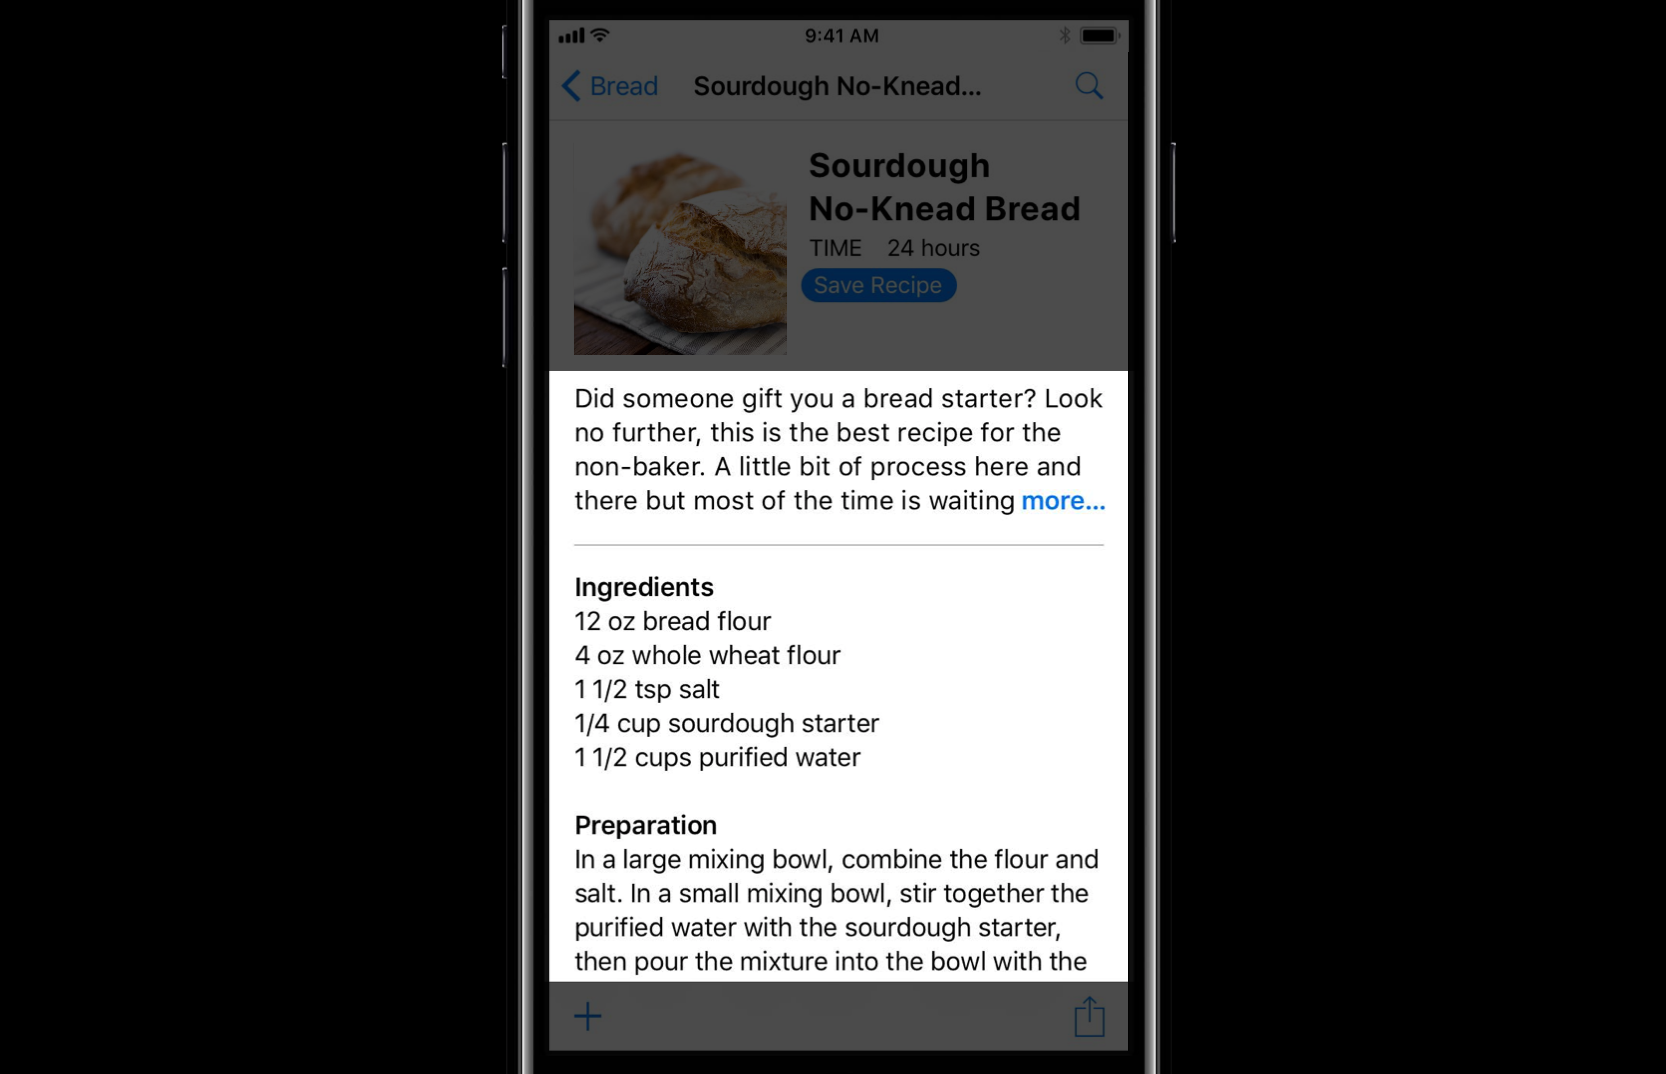 9:41 AM
Bread
Sourdough No-Knead...
Sourdough
No-Knead Bread
TIME 24 hours
Save Recipe
Did someone gift you a bread starter? Look
no further, this is the best recipe for the
non-baker. A little bit of process here and
there but most of the time is waiting more...
Ingredients
12 oz bread flour
4 oz whole wheat flour
1 1/2 tsp salt
1/4 cup sourdough starter
1 1/2 cups purified water
Preparation
In a large mixing bowl, combine the flour and
salt. In a small mixing bowl, stir together the
purified water with the sourdough starter,
then pour the mixture into the bowl with the